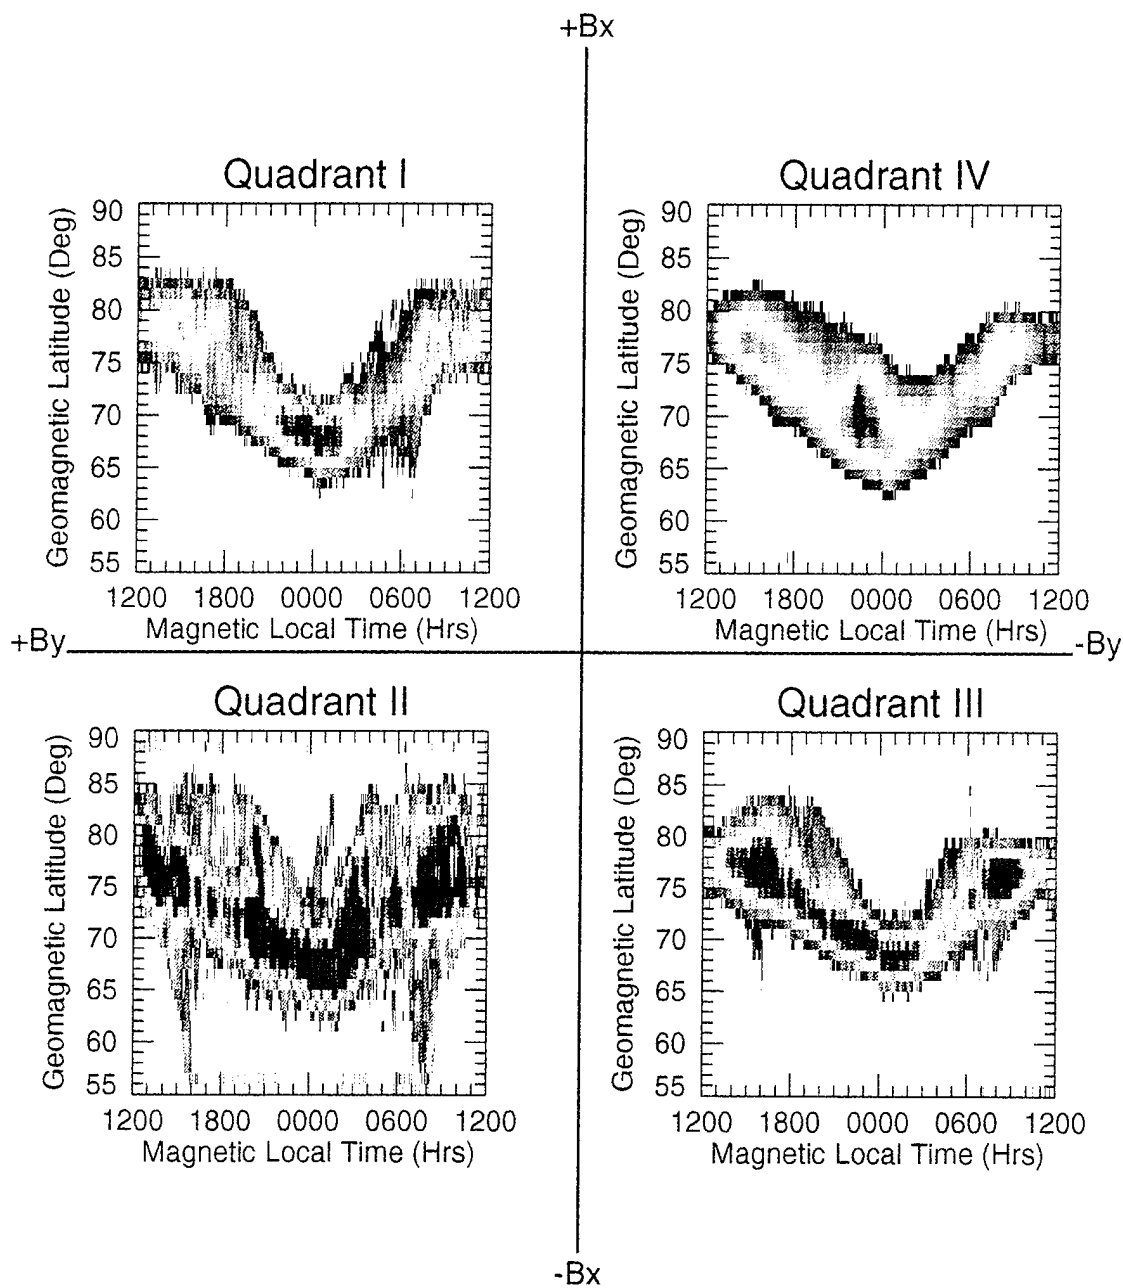 +Bx
Quadrant I
Geomagnetic Latitude (Deg)
90
85
80
75
70
65
60
55
1200 1800 0000 0600 1200
Magnetic Local Time (Hrs)
Quadrant IV
Geomagnetic Latitude (Deg)
90
85
80
75
70
65
60
55
1200 1800 0000 0600 1200
Magnetic Local Time (Hrs)
+By
-By
Quadrant II
Geomagnetic Latitude (Deg)
90
85
80
75
70
65
60
55
1200 1800 0000 0600 1200
Magnetic Local Time (Hrs)
Quadrant III
Geomagnetic Latitude (Deg)
90
85
80
75
70
65
60
55
1200 1800 0000 0600 1200
Magnetic Local Time (Hrs)
-Bx